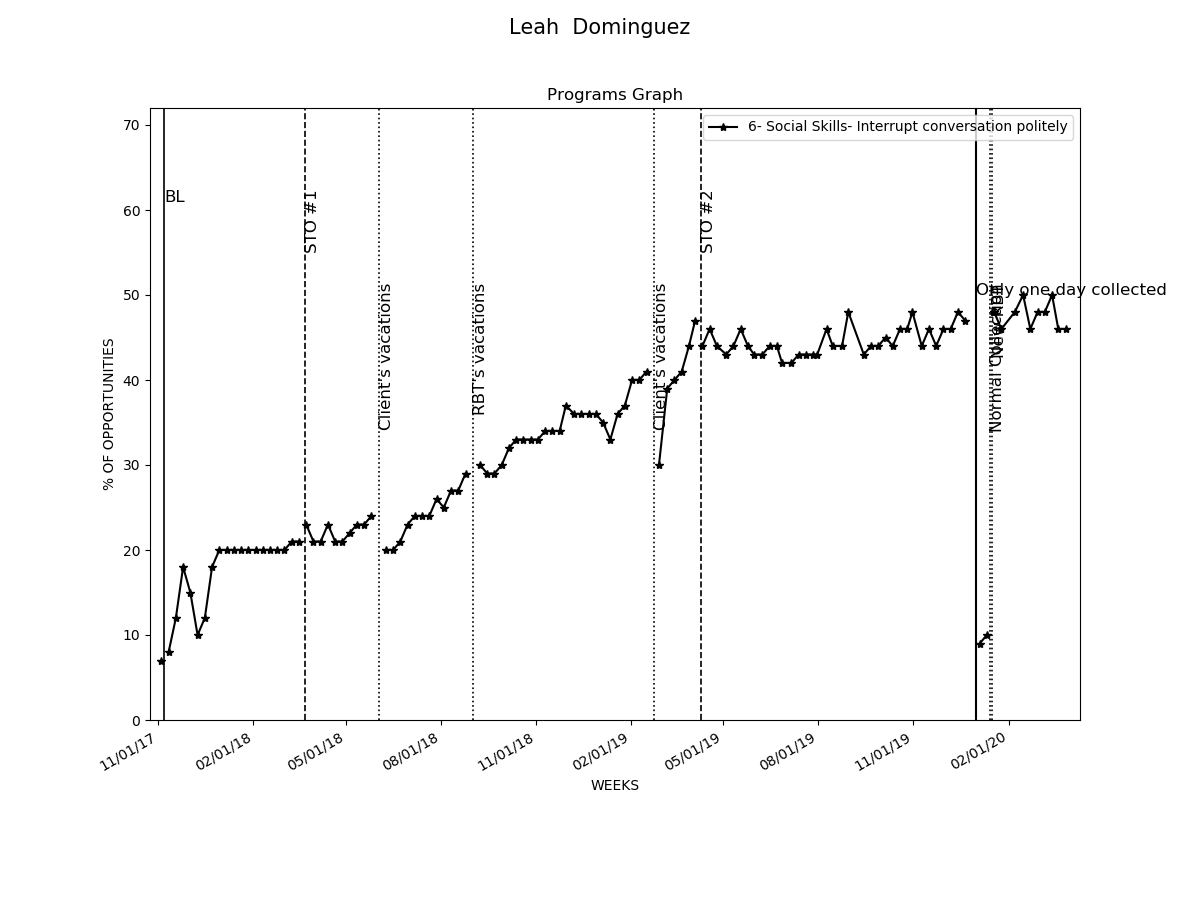 Leah Dominguez
Programs Graph
6- Social Skills- Interrupt conversation politely
70
60
50
40
30
20
10
0
% OF OPPORTUNITIES
BL
STO #1
Client's vacations
RBT's vacations
Client's vacations
STO #2
Only one day collected
Normal
11/01/17
02/01/18
05/01/18
08/01/18
11/01/18
02/01/19
05/01/19
08/01/19
11/01/19
02/01/20
WEEKS